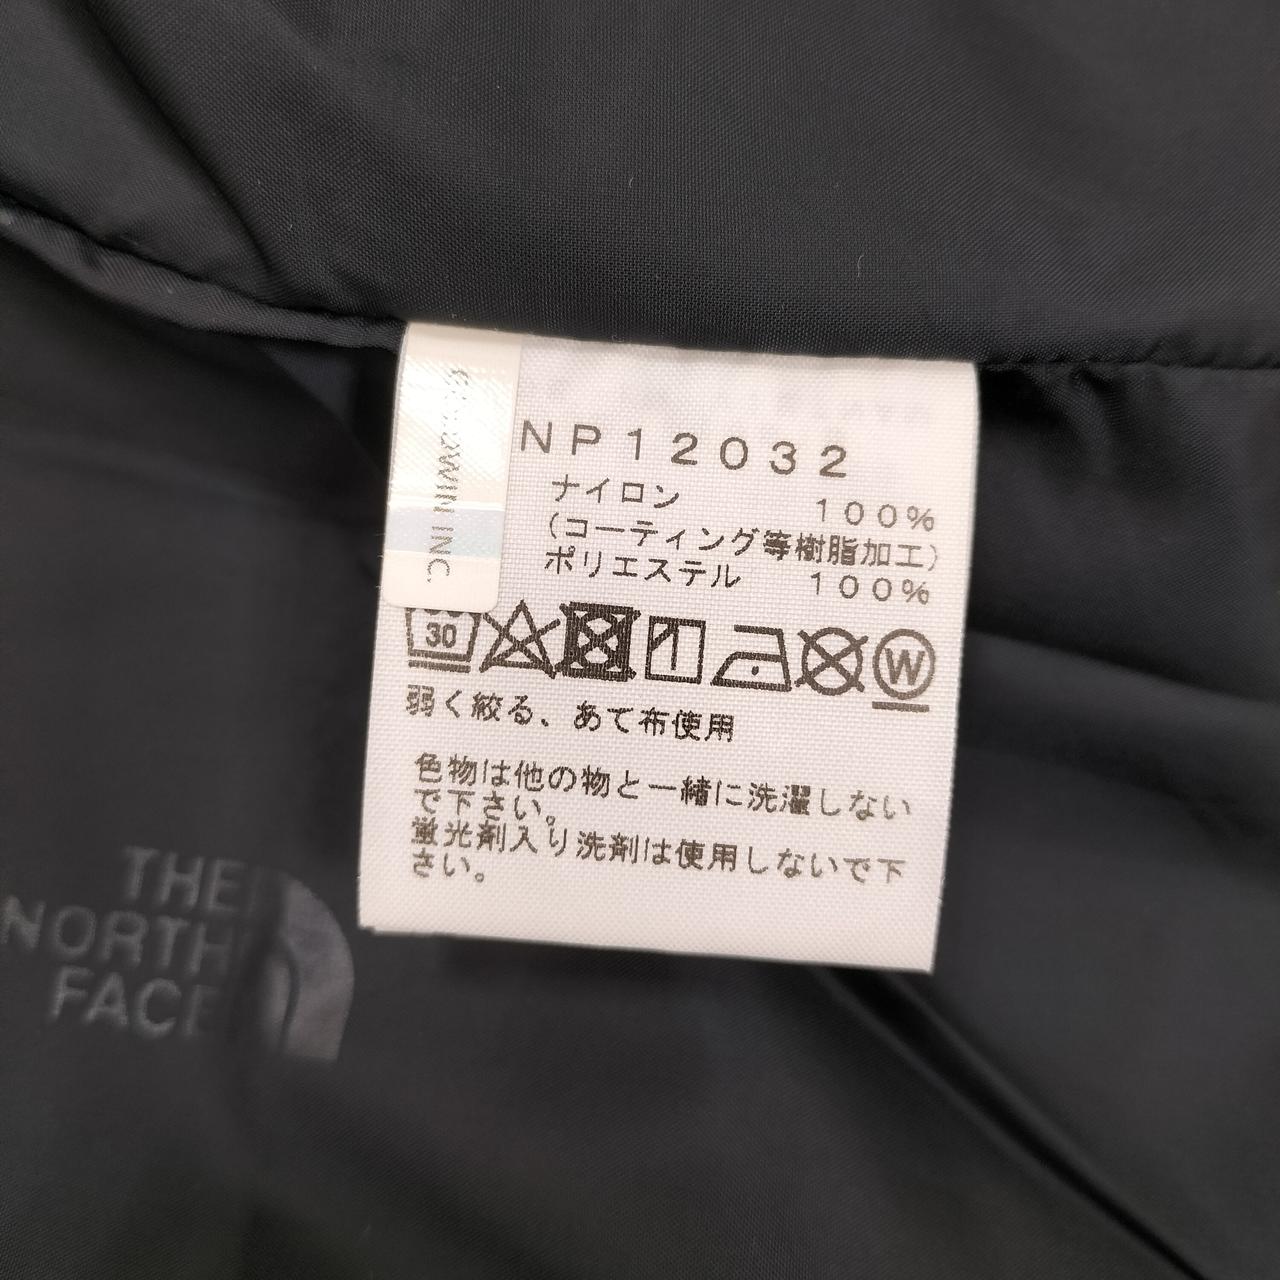 NP12032
ナイロン 100%
(コーティング等樹脂加工)
ポリエステル 100%
30
W
弱く絞る、あて布使用
色物は他の物と一緒に洗濯しない
で下さい。
蛍光剤入り洗剤は使用しないで下
さい。
THE
NORTH
FACE